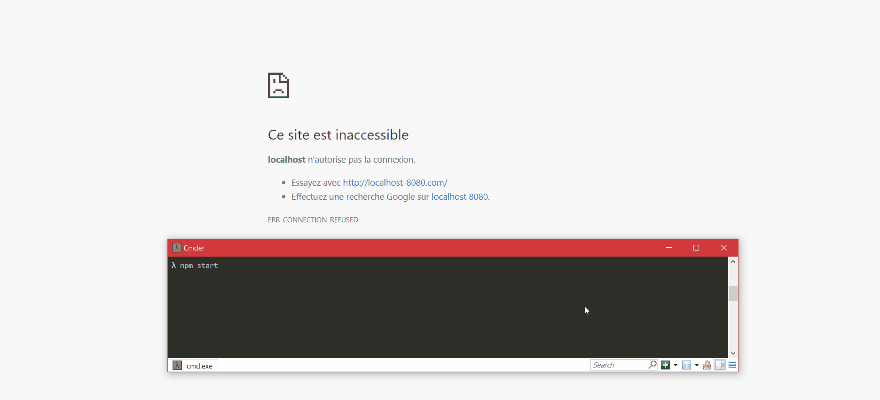 Ce site est inaccessible
localhost n'autorise pas la connexion.
Essayez avec http://localhost-8080.com/
Effectuez une recherche Google sur localhost 8080.
ERR_CONNECTION_REFUSED
Cmder
λ npm start
cmd.exe
Search